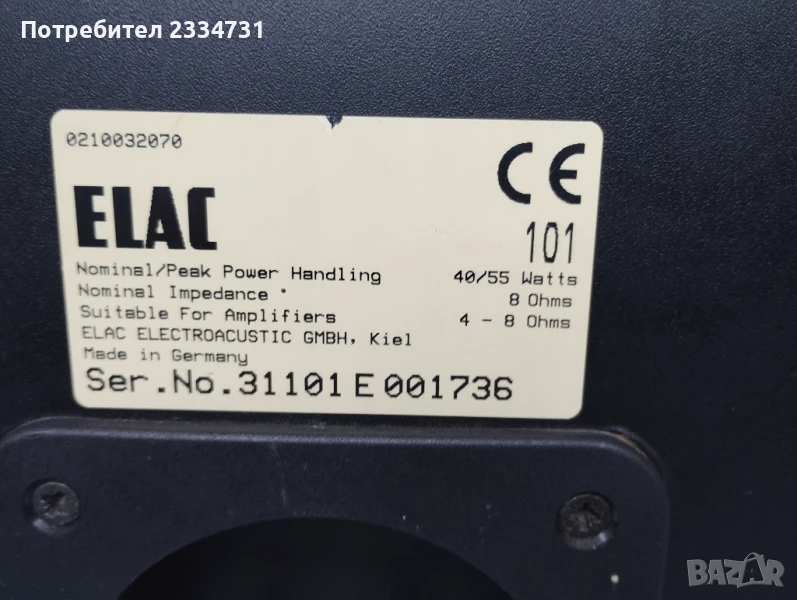 Потребител 2334731
0210032070
CE
ELAC
101
Nominal/Peak Power Handling 40/55 Watts
Nominal Impedance * 8 Ohms
Suitable For Amplifiers 4 - 8 Ohms
ELAC ELECTROACUSTIC GMBH, Kiel
Made in Germany
Ser.No.31101 E 001736
BAZAR